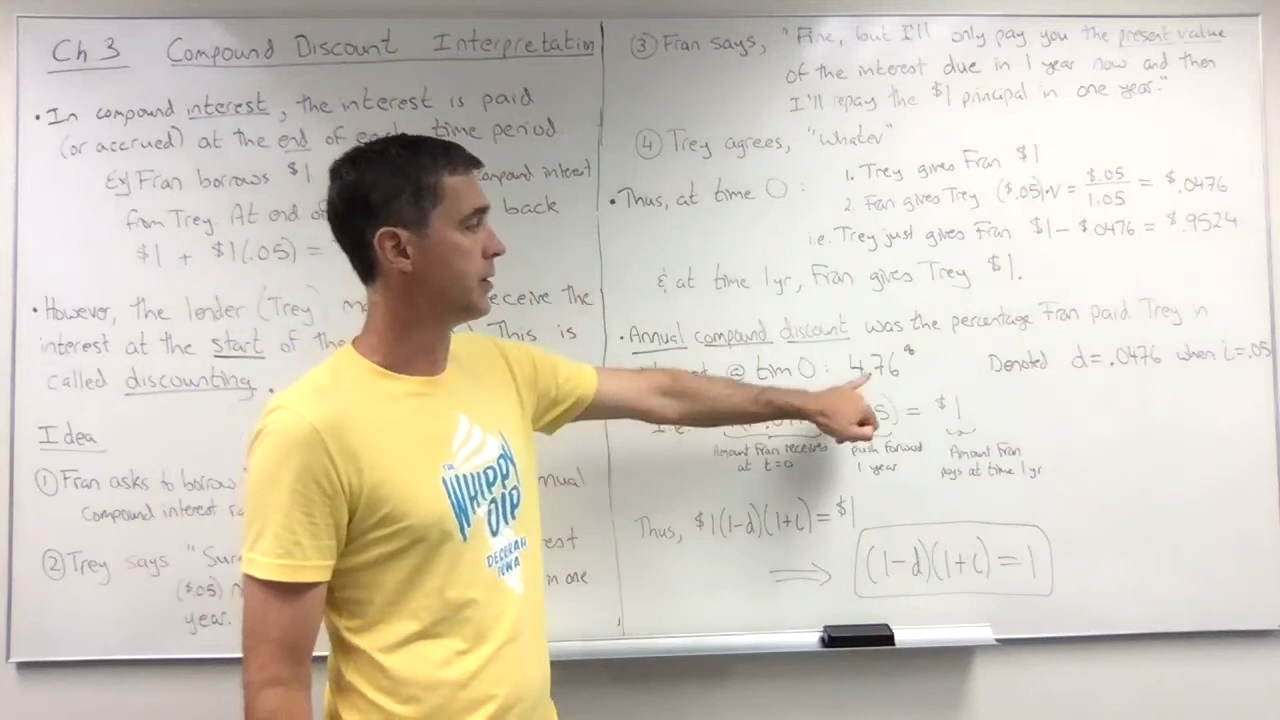 Ch 3 Compound Discount Interpretation
• In compound interest, the interest is paid
(or accrued) at the end of each time period
Ex/ Fran borrows $1 compound interest
from Trey. At end of back
$1 + $1(.05) =
• However, the lender (Trey) receive the
interest at the start of the This is
called discounting.
Idea
① Fran asks to borrow annual
compound interest
② Trey says "Sure
($.05) in one
year.
③ Fran says, "Fine, but I'll only pay you the present value
of the interest due in 1 year now and then
I'll repay the $1 principal in one year."
④ Trey agrees, "whatev"
• Thus, at time 0: 1. Trey gives Fran $1
2. Fran gives Trey ($.05)·v = $.05/1.05 = $.0476
i.e. Trey just gives Fran $1 - $.0476 = $.9524
& at time 1yr, Fran gives Trey $1.
• Annual compound discount was the percentage Fran paid Trey in
@ tim 0: 4.76% Denoted d = .0476 when i = .05
= $1
Amount Fran receives at t=0
push forward 1 year
Amount Fran pays at time 1yr
Thus, $1(1-d)(1+i) = $1
⟹ (1-d)(1+i) = 1
THE
WHIPPY
DIP
DECORAH
IOWA